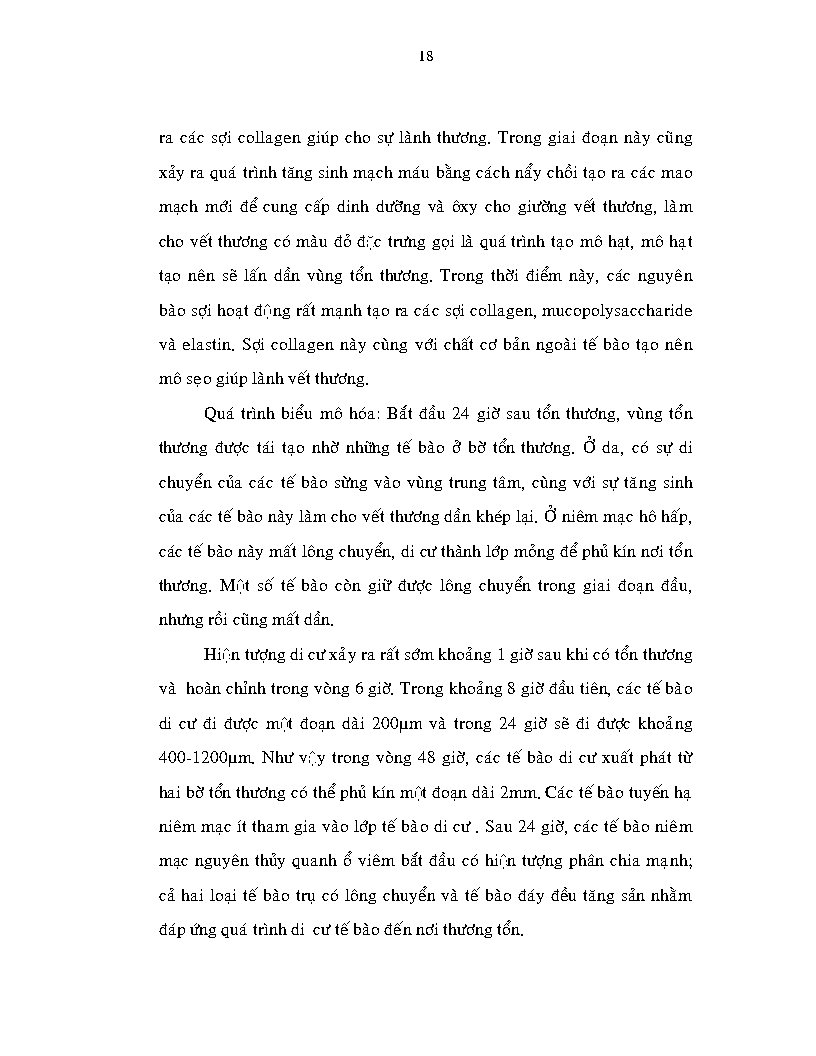 18
ra các sợi collagen giúp cho sự lành thương. Trong giai đoạn này cũng
xảy ra quá trình tăng sinh mạch máu bằng cách nẩy chồi tạo ra các mao
mạch mới để cung cấp dinh dưỡng và ôxy cho giường vết thương, làm
cho vết thương có màu đỏ đặc trưng gọi là quá trình tạo mô hạt, mô hạt
tạo nên sẽ lấn dần vùng tổn thương. Trong thời điểm này, các nguyên
bào sợi hoạt động rất mạnh tạo ra các sợi collagen, mucopolysaccharide
và elastin. Sợi collagen này cùng với chất cơ bản ngoài tế bào tạo nên
mô sẹo giúp lành vết thương.
Quá trình biểu mô hóa: Bắt đầu 24 giờ sau tổn thương, vùng tổn
thương được tái tạo nhờ những tế bào ở bờ tổn thương. Ở da, có sự di
chuyển của các tế bào sừng vào vùng trung tâm, cùng với sự tăng sinh
của các tế bào này làm cho vết thương dần khép lại. Ở niêm mạc hô hấp,
các tế bào này mất lông chuyển, di cư thành lớp mỏng để phủ kín nơi tổn
thương. Một số tế bào còn giữ được lông chuyển trong giai đoạn đầu,
nhưng rồi cũng mất dần.
Hiện tượng di cư xảy ra rất sớm khoảng 1 giờ sau khi có tổn thương
và hoàn chỉnh trong vòng 6 giờ. Trong khoảng 8 giờ đầu tiên, các tế bào
di cư đi được một đoạn dài 200µm và trong 24 giờ sẽ đi được khoảng
400-1200µm. Như vậy trong vòng 48 giờ, các tế bào di cư xuất phát từ
hai bờ tổn thương có thể phủ kín một đoạn dài 2mm. Các tế bào tuyến hạ
niêm mạc ít tham gia vào lớp tế bào di cư . Sau 24 giờ, các tế bào niêm
mạc nguyên thủy quanh ổ viêm bắt đầu có hiện tượng phân chia mạnh;
cả hai loại tế bào trụ có lông chuyển và tế bào đáy đều tăng sản nhằm
đáp ứng quá trình di cư tế bào đến nơi thương tổn.